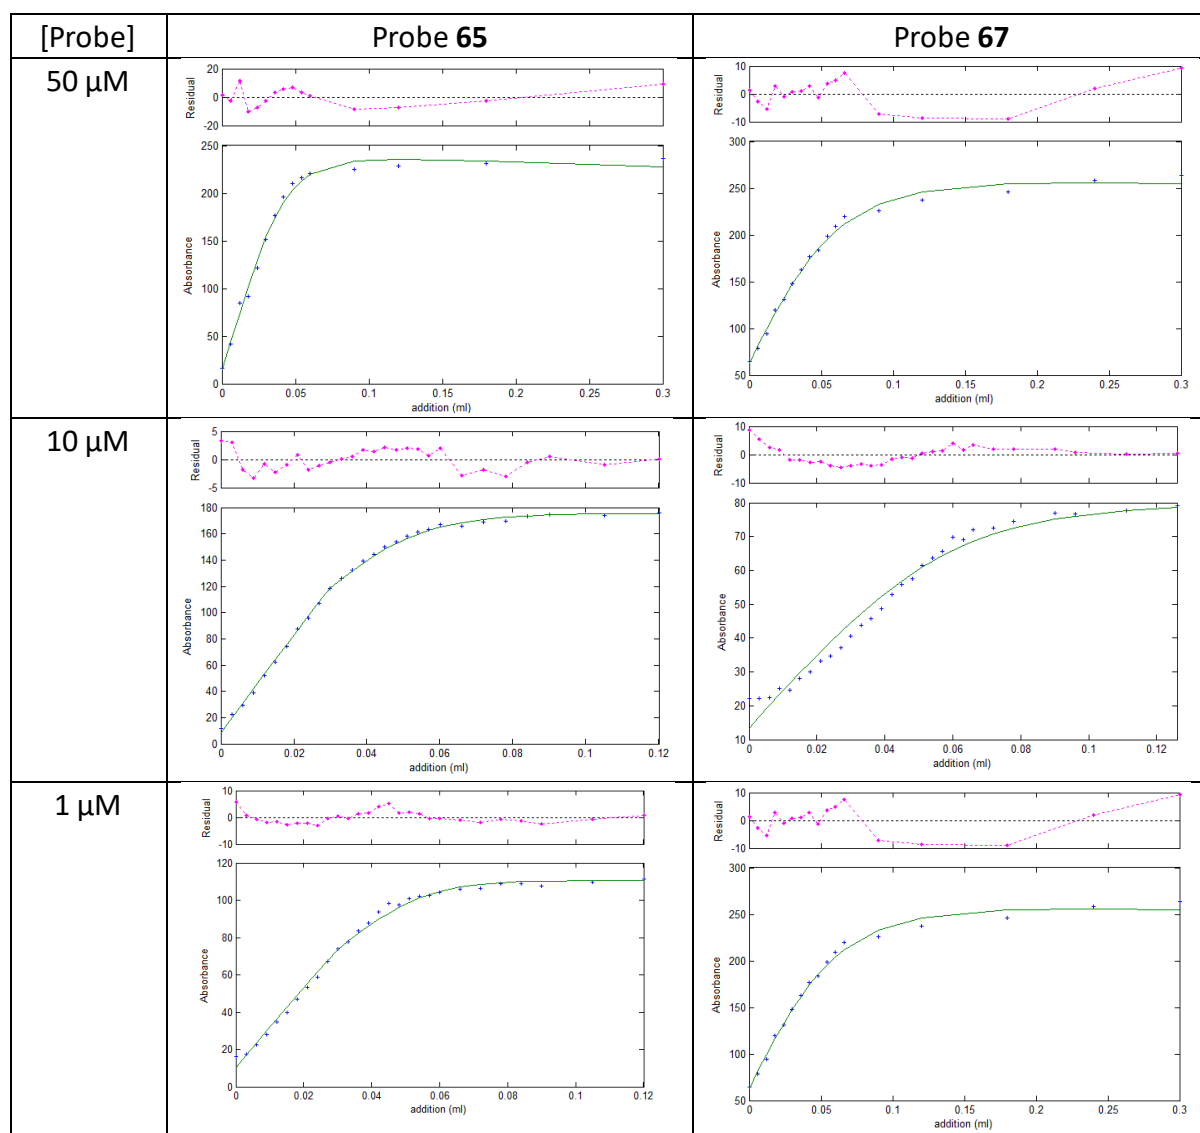 [Probe] Probe 65 Probe 67
50 μM
20
0
-20
Residual
250
200
150
100
50
0
Absorbance
0 0.05 0.1 0.15 0.2 0.25 0.3
addition (ml)
10
0
-10
Residual
300
250
200
150
100
50
Absorbance
0 0.05 0.1 0.15 0.2 0.25 0.3
addition (ml)
10 μM
5
0
-5
Residual
180
160
140
120
100
80
60
40
20
0
Absorbance
0 0.02 0.04 0.06 0.08 0.1 0.12
addition (ml)
10
0
-10
Residual
80
70
60
50
40
30
20
10
Absorbance
0 0.02 0.04 0.06 0.08 0.1 0.12
addition (ml)
1 μM
10
0
-10
Residual
120
100
80
60
40
20
0
Absorbance
0 0.02 0.04 0.06 0.08 0.1 0.12
addition (ml)
10
0
-10
Residual
300
250
200
150
100
50
Absorbance
0 0.05 0.1 0.15 0.2 0.25 0.3
addition (ml)